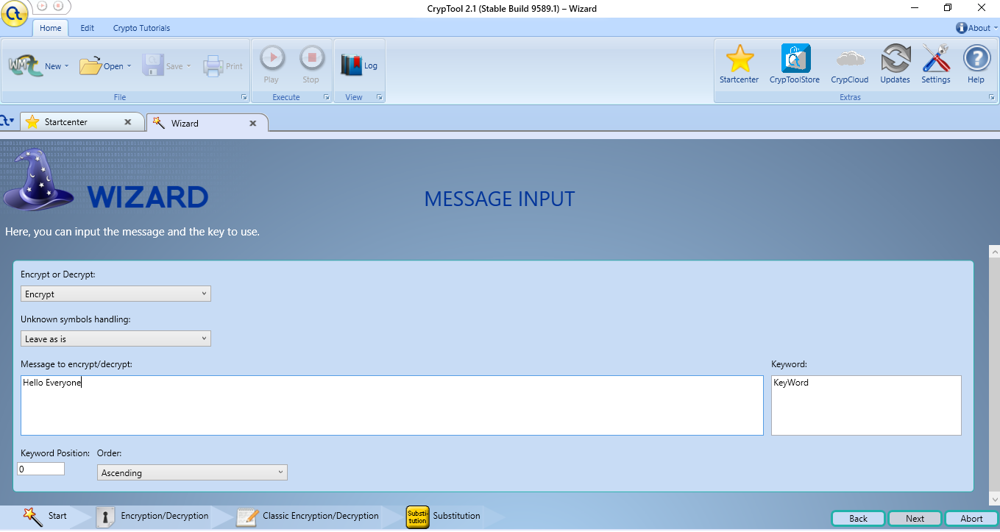 CrypTool 2.1 (Stable Build 9589.1) – Wizard
Home Edit Crypto Tutorials About
New Open Save Print Play Stop Log Startcenter CrypToolStore CrypCloud Updates Settings Help
File Execute View Extras
Startcenter Wizard
WIZARD
MESSAGE INPUT
Here, you can input the message and the key to use.
Encrypt or Decrypt:
Encrypt
Unknown symbols handling:
Leave as is
Message to encrypt/decrypt: Keyword:
Hello Everyone KeyWord
Keyword Position: Order:
0 Ascending
Start Encryption/Decryption Classic Encryption/Decryption Substi-tution Substitution Back Next Abort